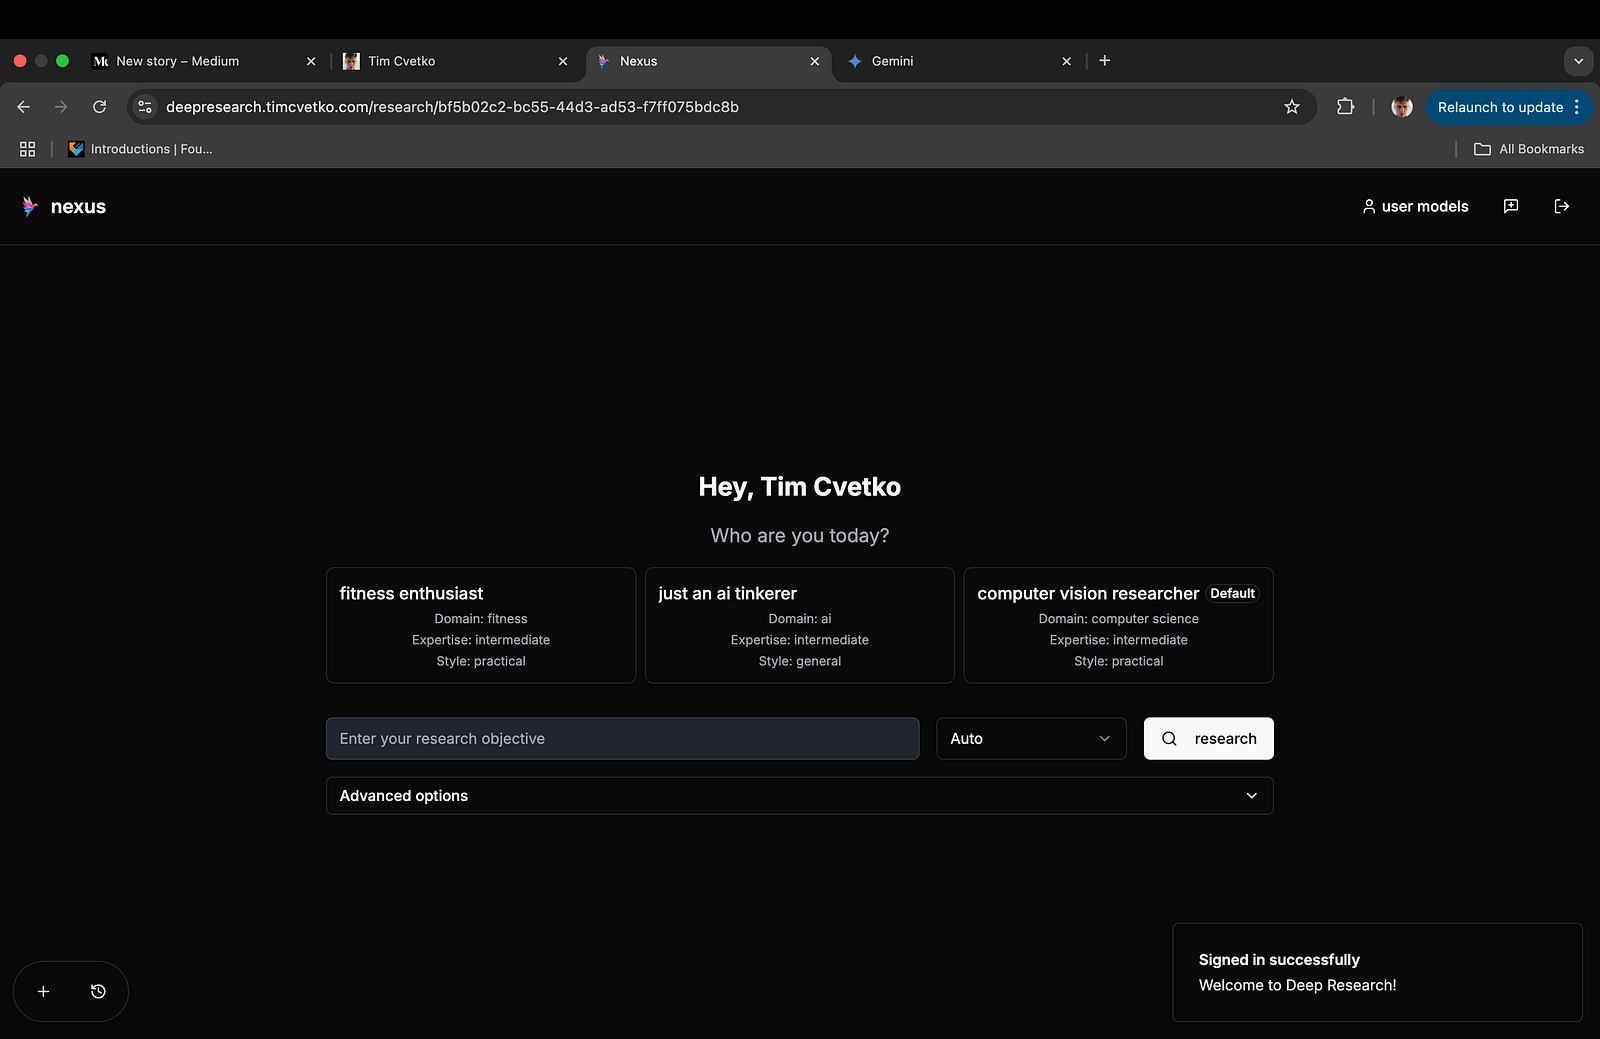 New story – Medium
Tim Cvetko
Nexus
Gemini
deepresearch.timcvetko.com/research/bf5b02c2-bc55-44d3-ad53-f7ff075bdc8b
Relaunch to update
Introductions | Fou...
All Bookmarks
nexus
user models
Hey, Tim Cvetko
Who are you today?
fitness enthusiast
Domain: fitness
Expertise: intermediate
Style: practical
just an ai tinkerer
Domain: ai
Expertise: intermediate
Style: general
computer vision researcher Default
Domain: computer science
Expertise: intermediate
Style: practical
Enter your research objective
Auto
research
Advanced options
Signed in successfully
Welcome to Deep Research!